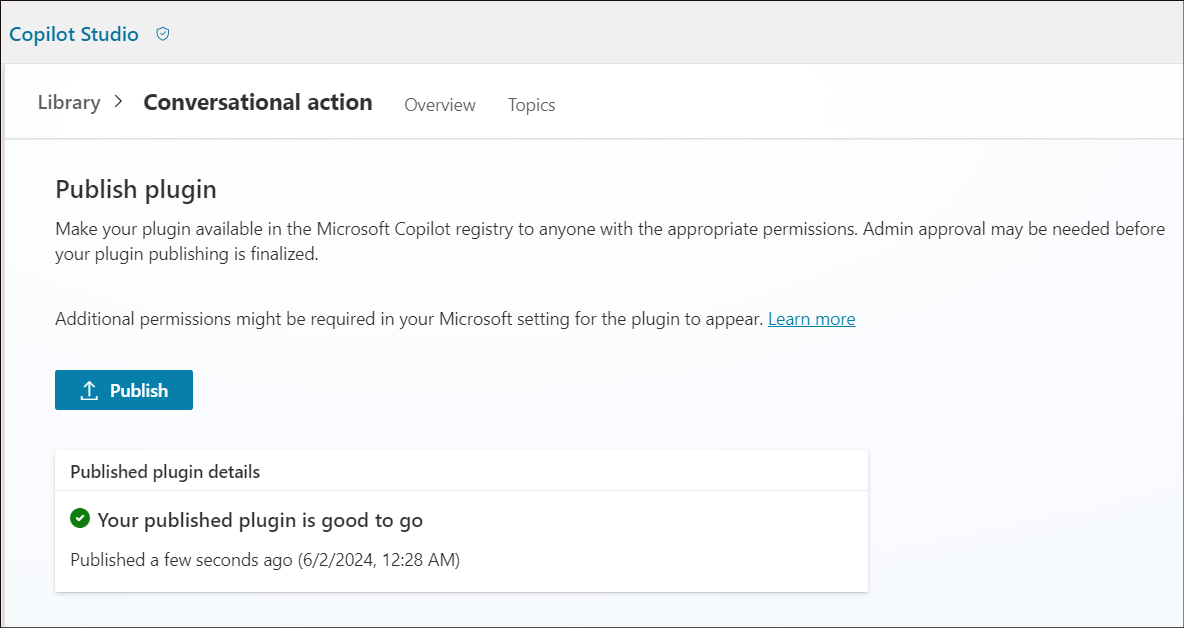 Copilot Studio
Library > Conversational action Overview Topics
Publish plugin
Make your plugin available in the Microsoft Copilot registry to anyone with the appropriate permissions. Admin approval may be needed before
your plugin publishing is finalized.
Additional permissions might be required in your Microsoft setting for the plugin to appear. Learn more
Publish
Published plugin details
Your published plugin is good to go
Published a few seconds ago (6/2/2024, 12:28 AM)